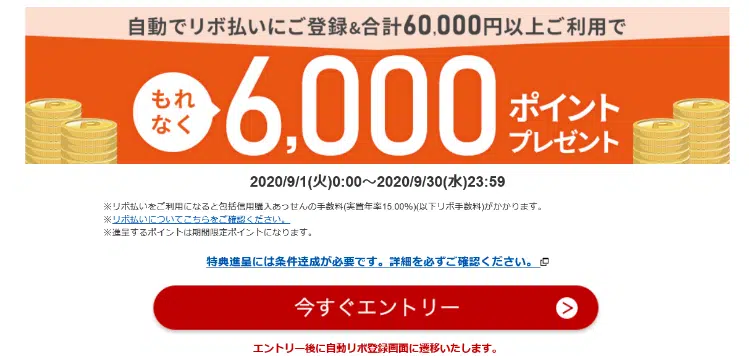 自動でリボ払いにご登録&合計60,000円以上ご利用で
もれ
なく
6,000
ポイント
プレゼント
2020/9/1(火)0:00～2020/9/30(水)23:59
※リボ払いをご利用になると包括信用購入あっせんの手数料(実質年率15.00%)(以下リボ手数料)がかかります。
※リボ払いについてこちらをご確認ください。
※進呈するポイントは期間限定ポイントになります。
特典進呈には条件達成が必要です。詳細を必ずご確認ください。
今すぐエントリー
エントリー後に自動リボ登録画面に遷移いたします。